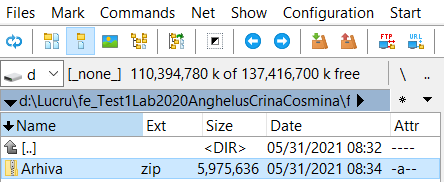 Files Mark Commands Net Show Configuration Start
FTP URL
d [_none_] 110,394,780 k of 137,416,700 k free \ ..
d:\Lucru\fe_Test1Lab2020AnghelusCrinaCosmina\f * 
Name Ext Size Date Attr
[..] <DIR> 05/31/2021 08:32 ----
Arhiva zip 5,975,636 05/31/2021 08:34 -a--